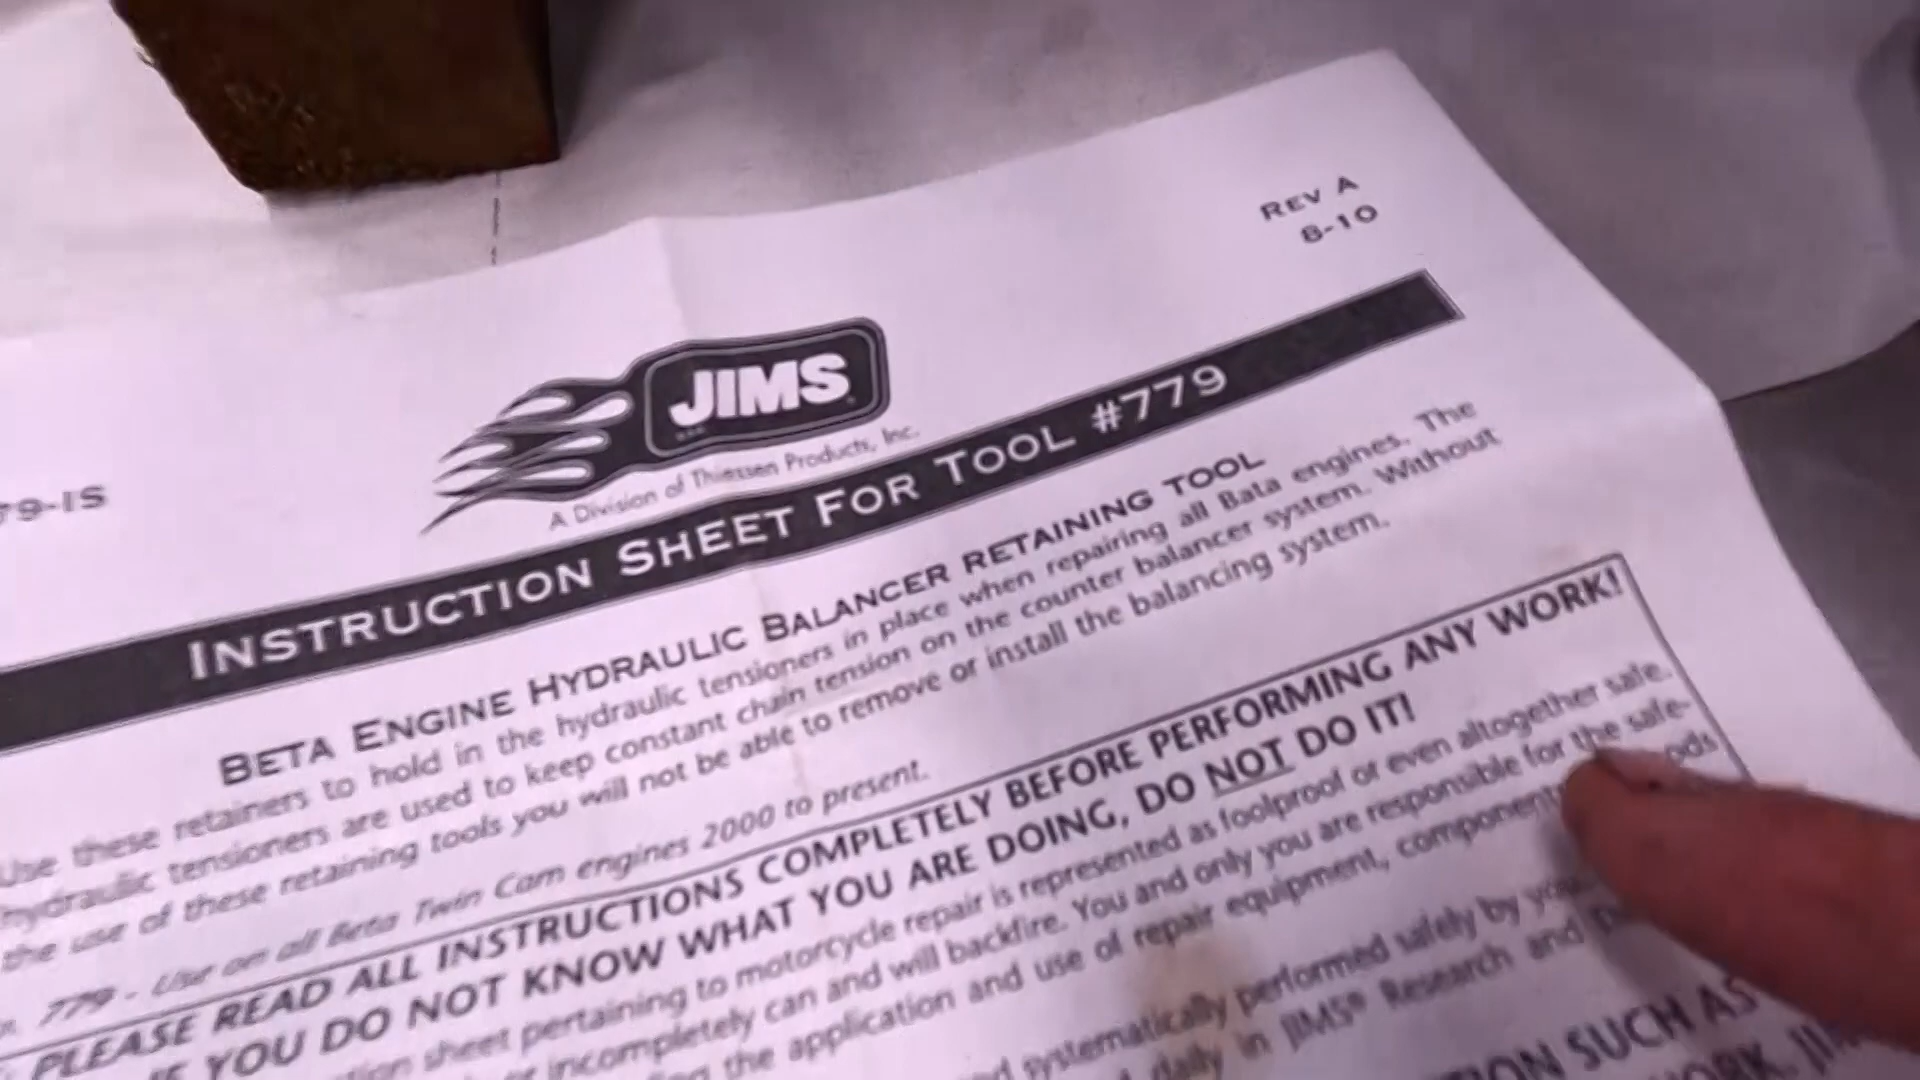 REV A
8-10
79-IS
JIMS
A Division of Thiessen Products, Inc.
INSTRUCTION SHEET FOR TOOL #779
BETA ENGINE HYDRAULIC BALANCER RETAINING TOOL
Use these retainers to hold in the hydraulic tensioners in place when repairing all Bata engines. The
hydraulic tensioners are used to keep constant chain tension on the counter balancer system. Without
the use of these retaining tools you will not be able to remove or install the balancing system.
779 - Use on all Beta Twin Cam engines 2000 to present.
PLEASE READ ALL INSTRUCTIONS COMPLETELY BEFORE PERFORMING ANY WORK!
IF YOU DO NOT KNOW WHAT YOU ARE DOING, DO NOT DO IT!
sheet pertaining to motorcycle repair is represented as foolproof or even altogether safe.
or incompletely can and will backfire. You and only you are responsible for the safe-
the application and use of repair equipment, components
systematically performed safely by
daily in JIMS® Research and
SUCH AS